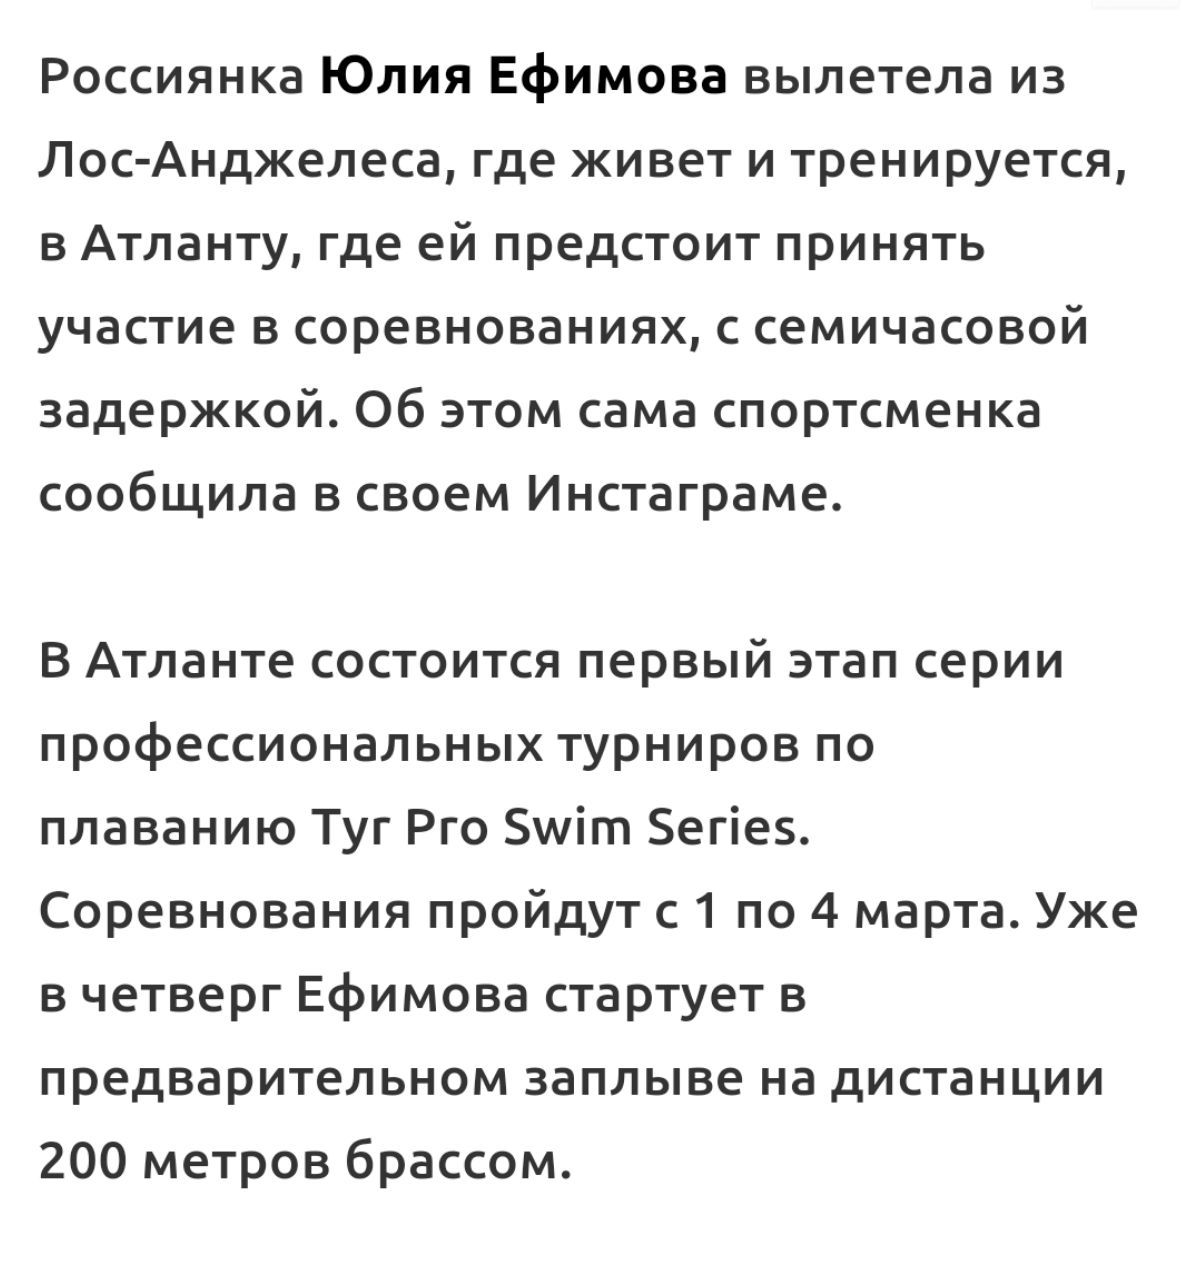 Россиянка Юлия Ефимова вылетела из
Лос-Анджелеса, где живет и тренируется,
в Атланту, где ей предстоит принять
участие в соревнованиях, с семичасовой
задержкой. Об этом сама спортсменка
сообщила в своем Инстаграме.
В Атланте состоится первый этап серии
профессиональных турниров по
плаванию Tyr Pro Swim Series.
Соревнования пройдут с 1 по 4 марта. Уже
в четверг Ефимова стартует в
предварительном заплыве на дистанции
200 метров брассом.